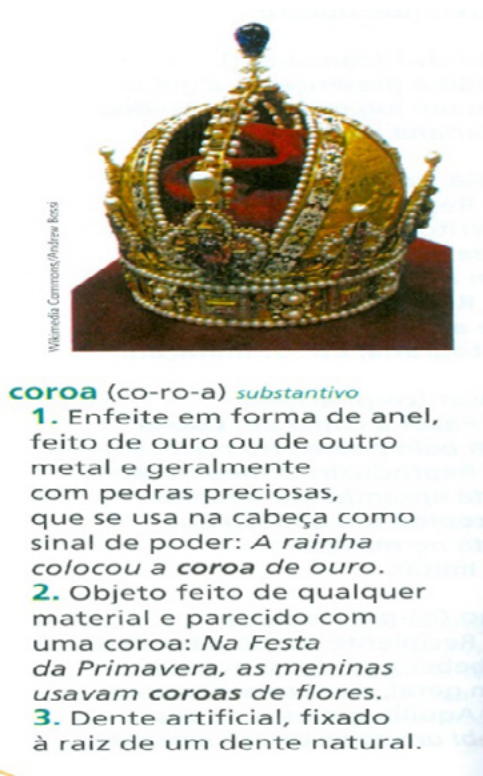 Wikimedia Commons/Andrew Bossi
coroa (co-ro-a) substantivo
1. Enfeite em forma de anel,
feito de ouro ou de outro
metal e geralmente
com pedras preciosas,
que se usa na cabeça como
sinal de poder: A rainha
colocou a coroa de ouro.
2. Objeto feito de qualquer
material e parecido com
uma coroa: Na Festa
da Primavera, as meninas
usavam coroas de flores.
3. Dente artificial, fixado
à raiz de um dente natural.